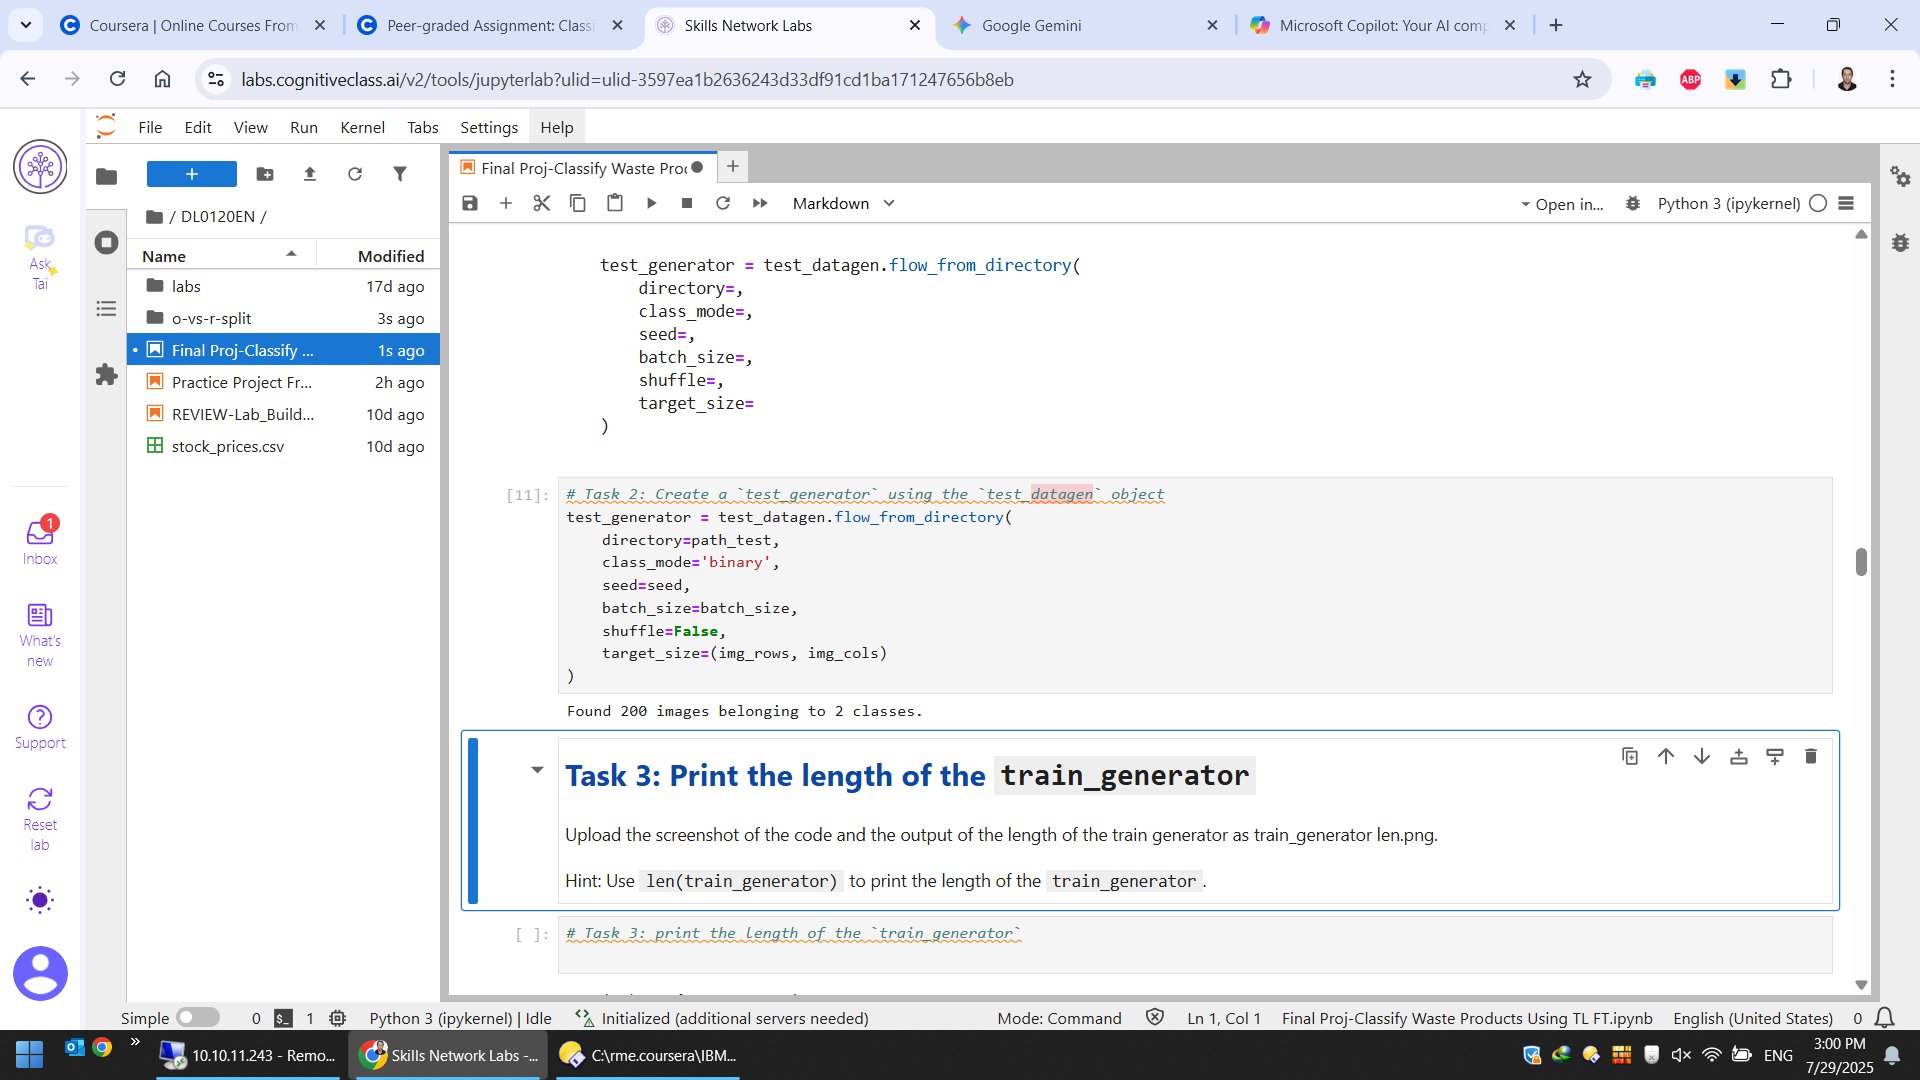 Coursera | Online Courses From
Peer-graded Assignment: Classi
Skills Network Labs
Google Gemini
Microsoft Copilot: Your AI comp
labs.cognitiveclass.ai/v2/tools/jupyterlab?ulid=ulid-3597ea1b2636243d33df91cd1ba171247656b8eb
ABP
File Edit View Run Kernel Tabs Settings Help
Final Proj-Classify Waste Proc
Markdown
Open in...
Python 3 (ipykernel)
/ DL0120EN /
Name Modified
labs 17d ago
o-vs-r-split 3s ago
Final Proj-Classify ... 1s ago
Practice Project Fr... 2h ago
REVIEW-Lab_Build... 10d ago
stock_prices.csv 10d ago
Ask
Tai
1
Inbox
What's
new
Support
Reset
lab
test_generator = test_datagen.flow_from_directory(
directory=,
class_mode=,
seed=,
batch_size=,
shuffle=,
target_size=
)
[11]:
# Task 2: Create a `test_generator` using the `test_datagen` object
test_generator = test_datagen.flow_from_directory(
directory=path_test,
class_mode='binary',
seed=seed,
batch_size=batch_size,
shuffle=False,
target_size=(img_rows, img_cols)
)
Found 200 images belonging to 2 classes.
Task 3: Print the length of the train_generator
Upload the screenshot of the code and the output of the length of the train generator as train_generator len.png.
Hint: Use len(train_generator) to print the length of the train_generator.
[ ]:
# Task 3: print the length of the `train_generator`
Simple 0 1 Python 3 (ipykernel) | Idle Initialized (additional servers needed) Mode: Command Ln 1, Col 1 Final Proj-Classify Waste Products Using TL FT.ipynb English (United States) 0
10.10.11.243 - Remo...
Skills Network Labs -...
C:\rme.coursera\IBM...
ENG
3:00 PM
7/29/2025